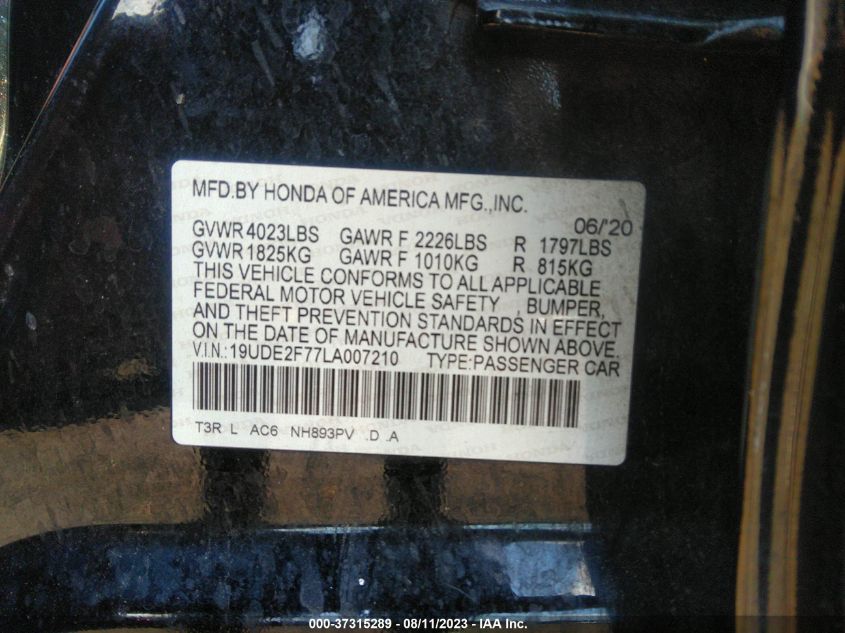 MFD.BY HONDA OF AMERICA MFG.,INC.
06/'20
GVWR 4023LBS GAWR F 2226LBS R 1797LBS
GVWR 1825KG GAWR F 1010KG R 815KG
THIS VEHICLE CONFORMS TO ALL APPLICABLE
FEDERAL MOTOR VEHICLE SAFETY , BUMPER,
AND THEFT PREVENTION STANDARDS IN EFFECT
ON THE DATE OF MANUFACTURE SHOWN ABOVE.
V.I.N.:19UDE2F77LA007210 TYPE:PASSENGER CAR
T3R L AC6 NH893PV .D .A
000-37315289 - 08/11/2023 - IAA Inc.